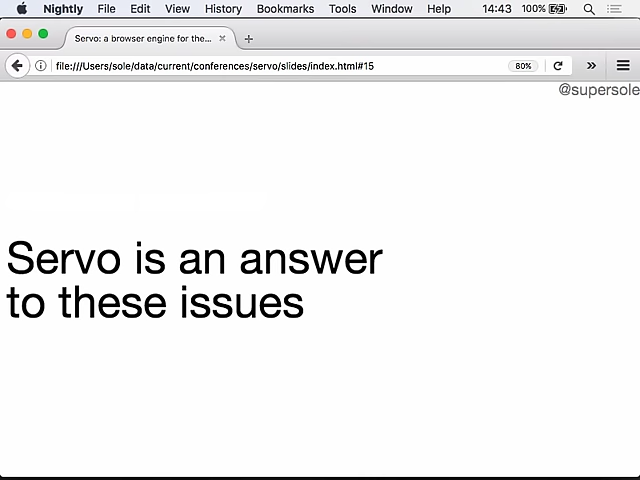 Nightly File Edit View History Bookmarks Tools Window Help 14:43 100%
Servo: a browser engine for the...
file:///Users/sole/data/current/conferences/servo/slides/index.html#15 80%
@supersole
Servo is an answer
to these issues